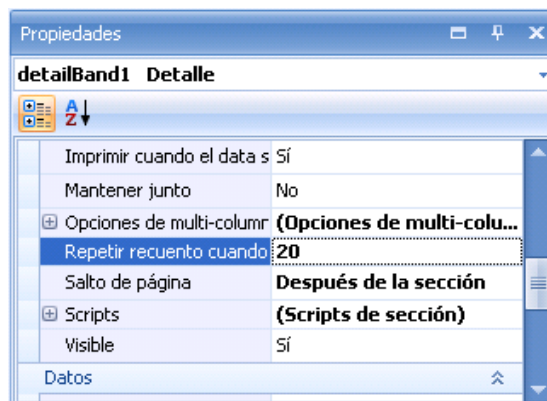 Propiedades
detailBand1 Detalle
Imprimir cuando el data s Sí
Mantener junto No
Opciones de multi-columr (Opciones de multi-colu...
Repetir recuento cuando 20
Salto de página Después de la sección
Scripts (Scripts de sección)
Visible Sí
Datos